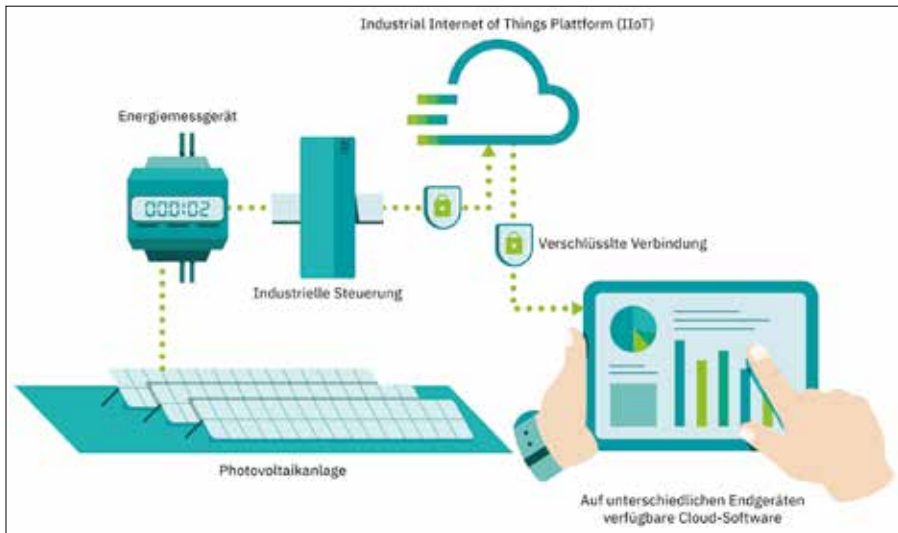 Industrial Internet of Things Plattform (IIoT)
Energiemessgerät
000:02
Verschlüsslte Verbindung
Industrielle Steuerung
Photovoltaikanlage
Auf unterschiedlichen Endgeräten
verfügbare Cloud-Software